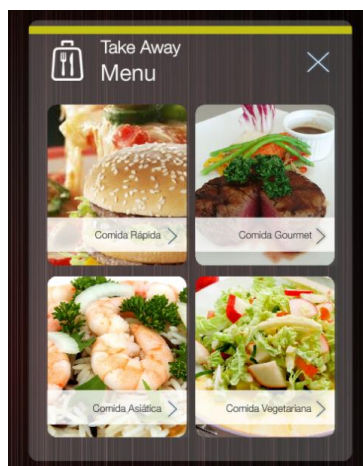 Take Away
Menu
Comida Rápida
Comida Gourmet
Comida Asiática
Comida Vegetariana